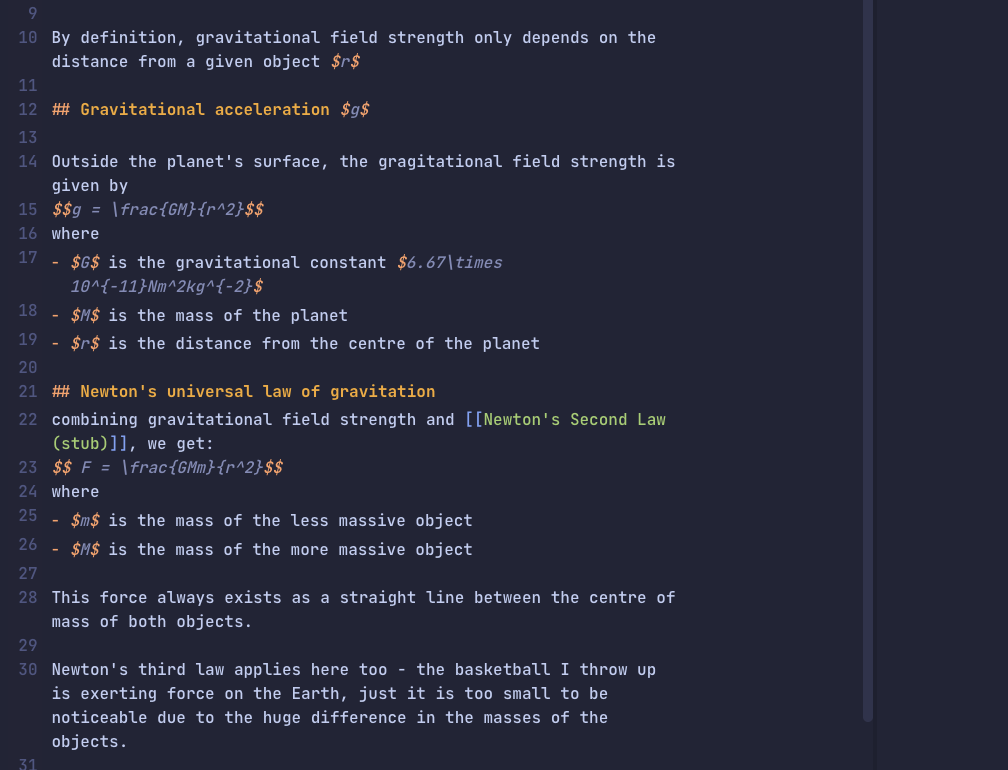 9
10 By definition, gravitational field strength only depends on the
distance from a given object $r$
11
12 ## Gravitational acceleration $g$
13
14 Outside the planet's surface, the gragitational field strength is
given by
15 $$g = \frac{GM}{r^2}$$
16 where
17 - $G$ is the gravitational constant $6.67\times
10^{-11}Nm^2kg^{-2}$
18 - $M$ is the mass of the planet
19 - $r$ is the distance from the centre of the planet
20
21 ## Newton's universal law of gravitation
22 combining gravitational field strength and [[Newton's Second Law
(stub)]], we get:
23 $$ F = \frac{GMm}{r^2}$$
24 where
25 - $m$ is the mass of the less massive object
26 - $M$ is the mass of the more massive object
27
28 This force always exists as a straight line between the centre of
mass of both objects.
29
30 Newton's third law applies here too - the basketball I throw up
is exerting force on the Earth, just it is too small to be
noticeable due to the huge difference in the masses of the
objects.
31